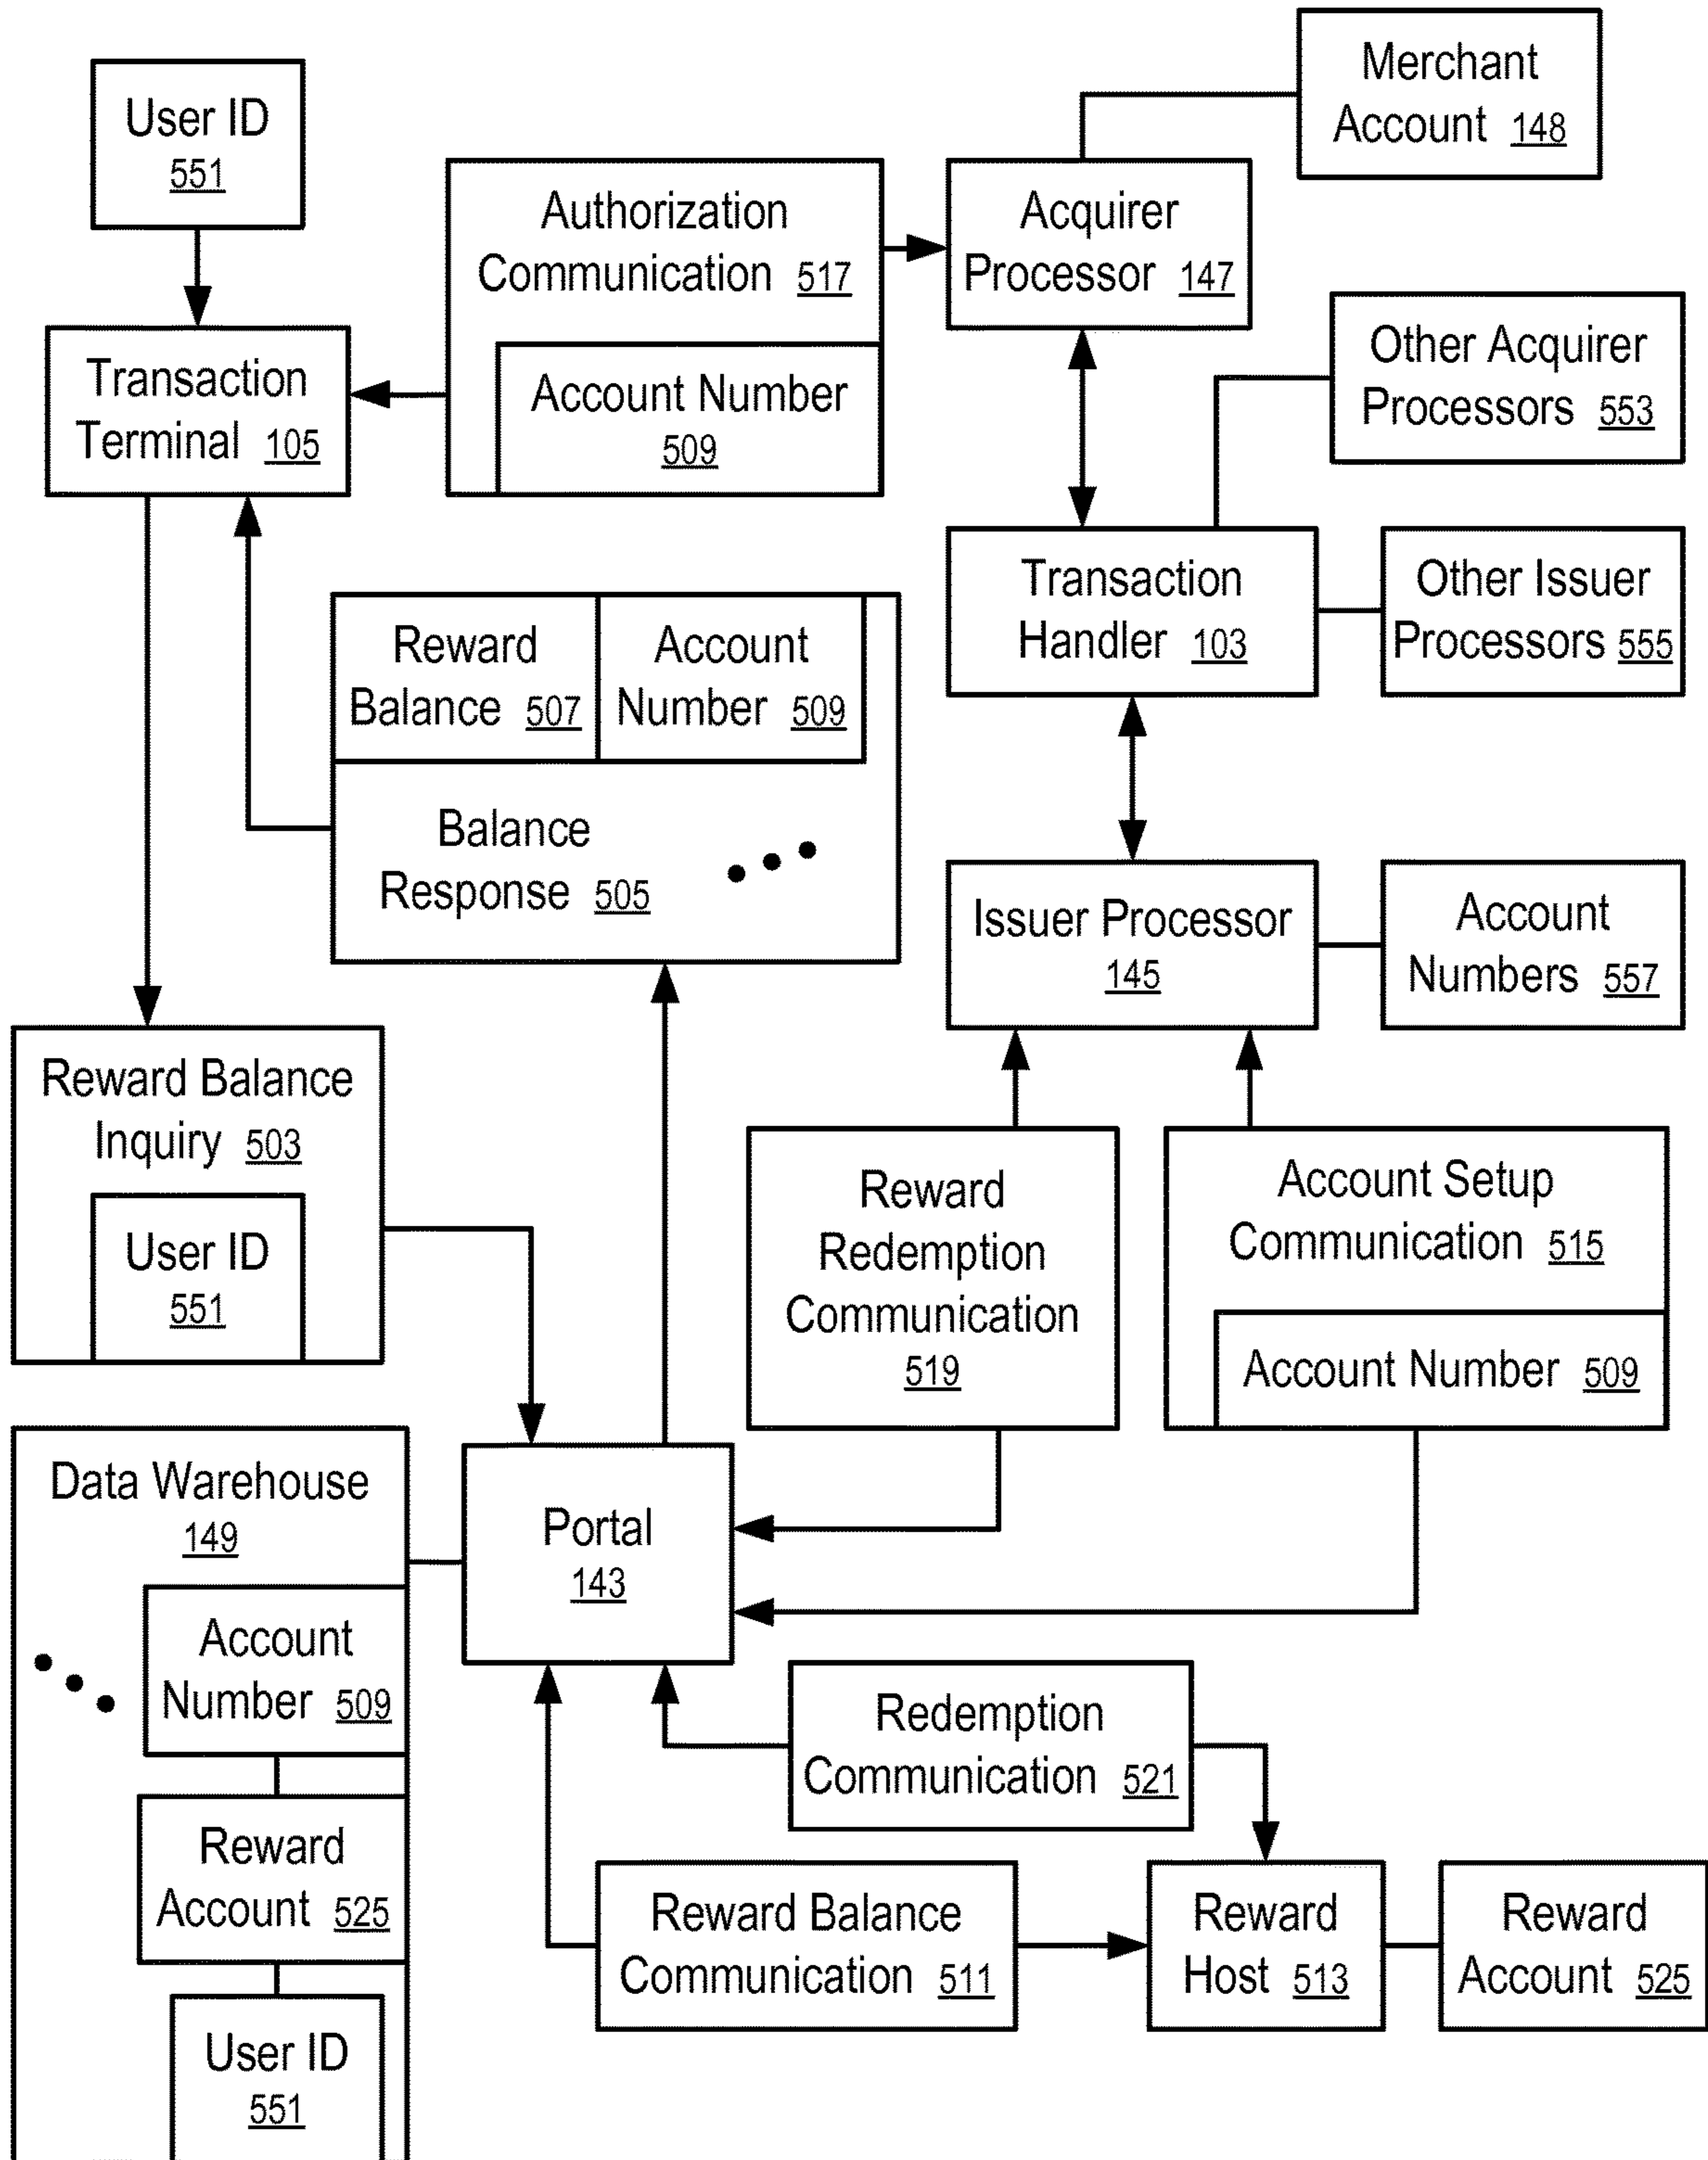 Merchant
Account 148
User ID
551
Authorization
Communication 517
Account Number
509
Acquirer
Processor 147
Transaction
Terminal 105
Other Acquirer
Processors 553
Transaction
Handler 103
Other Issuer
Processors 555
Reward
Balance 507
Account
Number 509
Balance
Response 505
Issuer Processor
145
Account
Numbers 557
Reward Balance
Inquiry 503
User ID
551
Reward
Redemption
Communication
519
Account Setup
Communication 515
Account Number 509
Data Warehouse
149
Portal
143
Account
Number 509
Redemption
Communication 521
Reward
Account 525
Reward Balance
Communication 511
Reward
Host 513
Reward
Account 525
User ID
551